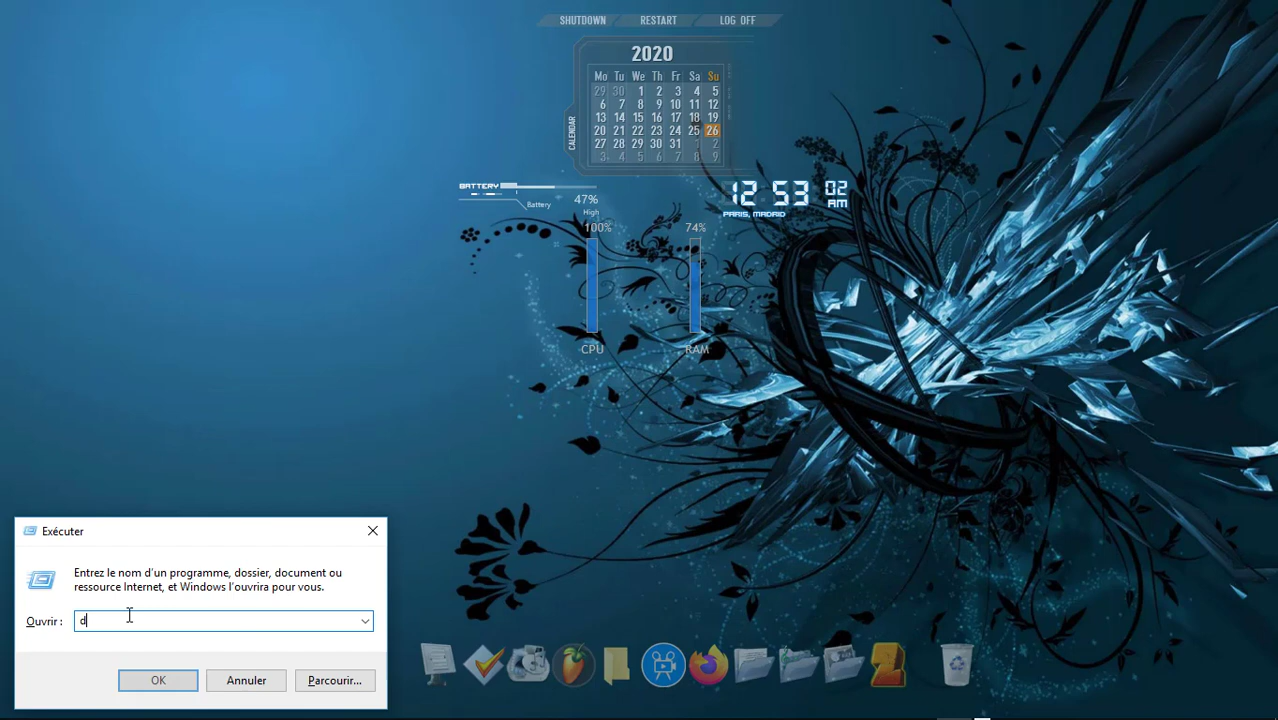 SHUTDOWN RESTART LOG OFF
2020
CALENDAR
Mo Tu We Th Fr Sa Su
29 30 1 2 3 4 5
6 7 8 9 10 11 12
13 14 15 16 17 18 19
20 21 22 23 24 25 26
27 28 29 30 31 1 2
3 4 5 6 7 8 9
BATTERY
Battery
47%
High
12 53 02
AM
PARIS, MADRID
100% 74%
CPU RAM
Exécuter
Entrez le nom d'un programme, dossier, document ou
ressource Internet, et Windows l'ouvrira pour vous.
Ouvrir : d
OK Annuler Parcourir...